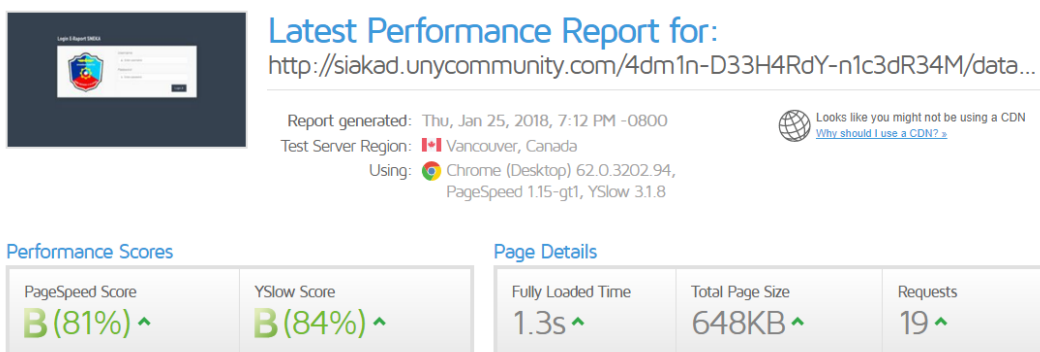 Login E-Report SMEKG
Latest Performance Report for:
http://siakad.unycommunity.com/4dm1n-D33H4RdY-n1c3dR34M/data...
Report generated: Thu, Jan 25, 2018, 7:12 PM -0800
Test Server Region: Vancouver, Canada
Using: Chrome (Desktop) 62.0.3202.94,
PageSpeed 1.15-gt1, YSlow 3.1.8
Looks like you might not be using a CDN
Why should I use a CDN? »
Performance Scores
PageSpeed Score
B (81%)
YSlow Score
B (84%)
Page Details
Fully Loaded Time
1.3s
Total Page Size
648KB
Requests
19